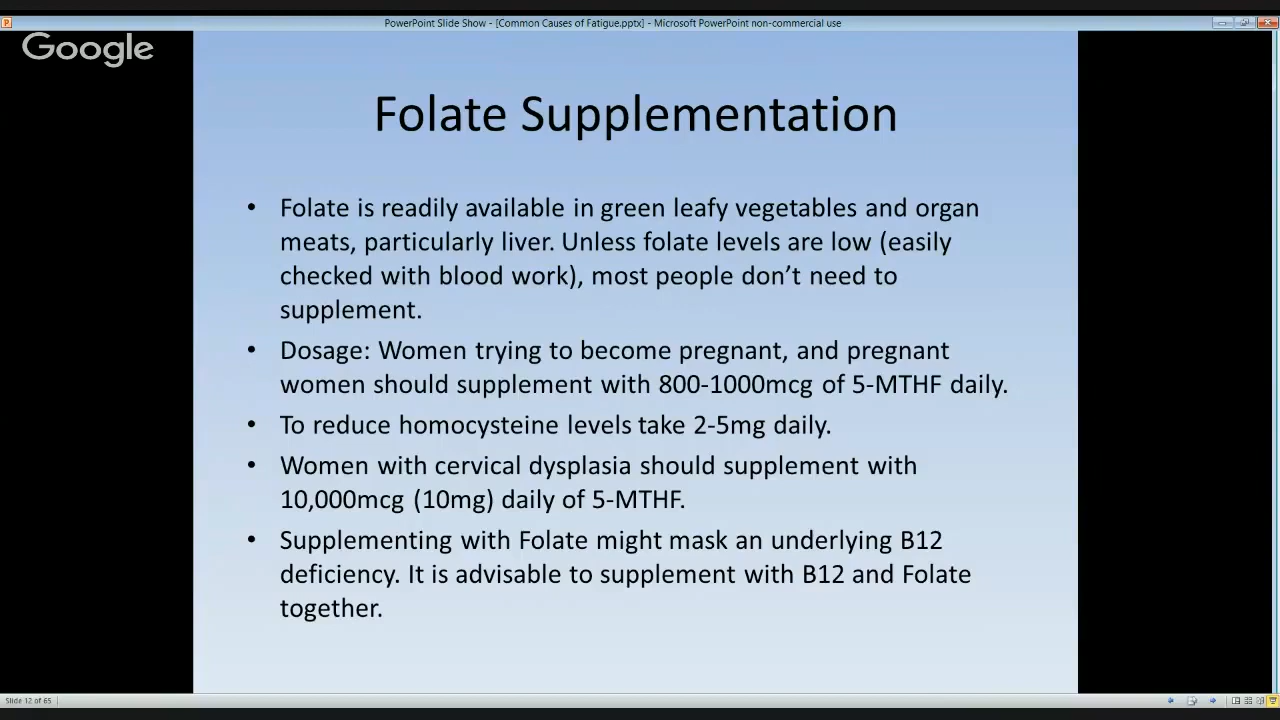 PowerPoint Slide Show - [Common Causes of Fatigue.pptx] - Microsoft PowerPoint non-commercial use
Google
Folate Supplementation
• Folate is readily available in green leafy vegetables and organ
meats, particularly liver. Unless folate levels are low (easily
checked with blood work), most people don’t need to
supplement.
• Dosage: Women trying to become pregnant, and pregnant
women should supplement with 800-1000mcg of 5-MTHF daily.
• To reduce homocysteine levels take 2-5mg daily.
• Women with cervical dysplasia should supplement with
10,000mcg (10mg) daily of 5-MTHF.
• Supplementing with Folate might mask an underlying B12
deficiency. It is advisable to supplement with B12 and Folate
together.
Slide 12 of 65